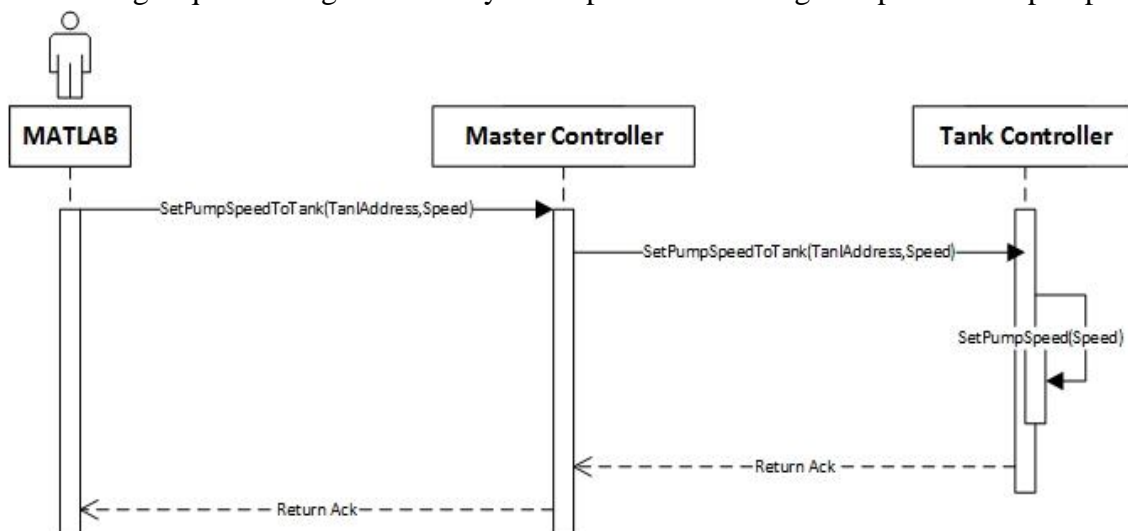 MATLAB
Master Controller
Tank Controller
SetPumpSpeedToTank(TanlAddress,Speed)
SetPumpSpeedToTank(TanlAddress,Speed)
SetPumpSpeed(Speed)
Return Ack
Return Ack